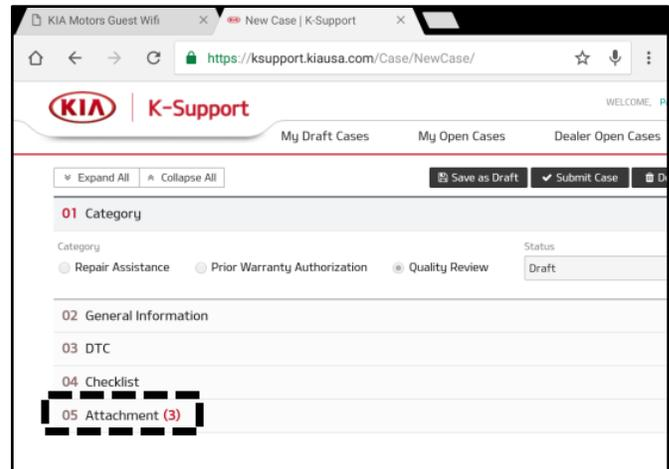 KIA Motors Guest Wifi
New Case | K-Support
https://ksupport.kiausa.com/Case/NewCase/
KIA K-Support
WELCOME,
My Draft Cases My Open Cases Dealer Open Cases
Expand All Collapse All Save as Draft Submit Case
01 Category
Category Status
Repair Assistance Prior Warranty Authorization Quality Review Draft
02 General Information
03 DTC
04 Checklist
05 Attachment (3)